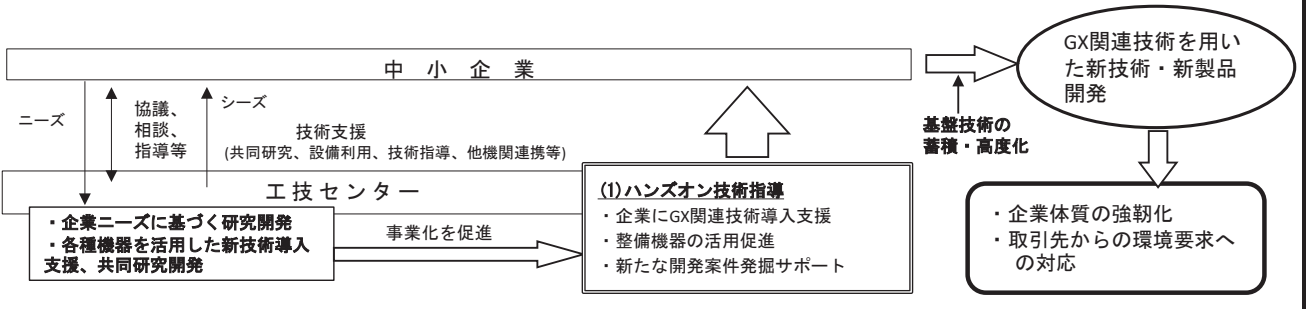 中　小　企　業
ニーズ
協議、
相談、
指導等
シーズ
技術支援
(共同研究、設備利用、技術指導、他機関連携等)
工技センター
・企業ニーズに基づく研究開発
・各種機器を活用した新技術導入
支援、共同研究開発
事業化を促進
(1)ハンズオン技術指導
・企業にGX関連技術導入支援
・整備機器の活用促進
・新たな開発案件発掘サポート
基盤技術の
蓄積・高度化
GX関連技術を用い
た新技術・新製品
開発
・企業体質の強靭化
・取引先からの環境要求へ
の対応